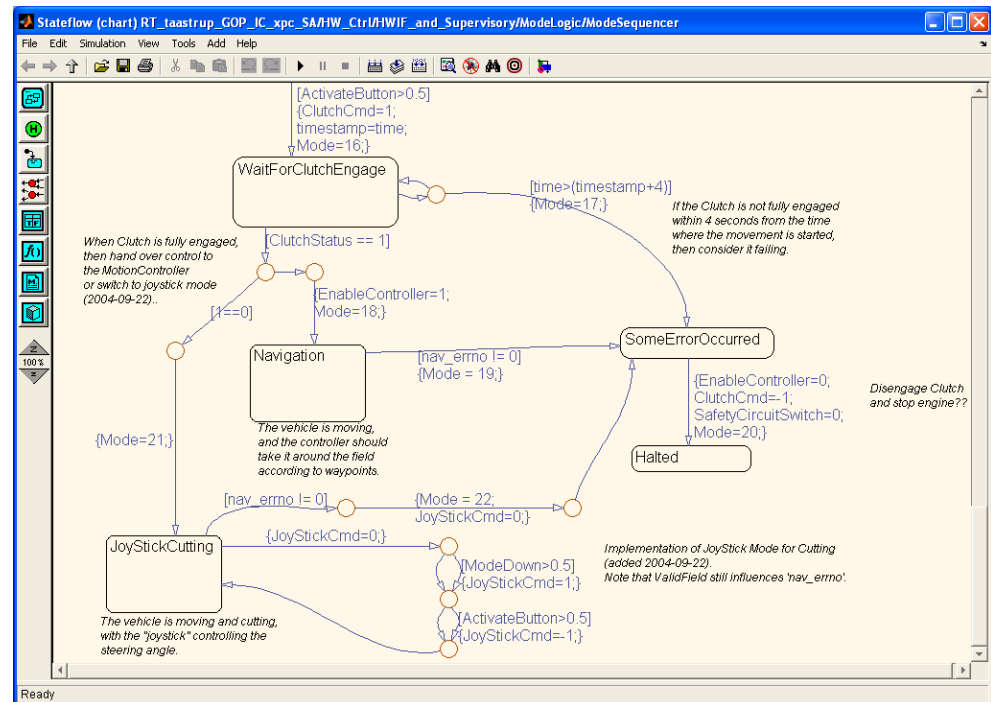 Stateflow (chart) RT_taastrup_GOP_IC_xpc_SA/HW_Ctrl/HWIF_and_Supervisory/ModeLogic/ModeSequencer
File Edit Simulation View Tools Add Help
[ActivateButton>0.5]
{ClutchCmd=1;
timestamp=time;
Mode=16;}
WaitForClutchEngage
[time>(timestamp+4)]
{Mode=17;}
If the Clutch is not fully engaged
within 4 seconds from the time
where the movement is started,
then consider it failing.
[ClutchStatus == 1]
When Clutch is fully engaged,
then hand over control to
the MotionController
or switch to joystick mode
(2004-09-22)..
{EnableController=1;
Mode=18;}
[1==0]
Navigation
[nav_errno != 0]
{Mode = 19;}
SomeErrorOccurred
{EnableController=0;
ClutchCmd=-1;
SafetyCircuitSwitch=0;
Mode=20;}
Disengage Clutch
and stop engine??
Halted
The vehicle is moving,
and the controller should
take it around the field
according to waypoints.
{Mode=21;}
[nav_errno != 0]
{Mode = 22;
JoyStickCmd=0;}
JoyStickCutting
{JoyStickCmd=0;}
[ModeDown>0.5]
{JoyStickCmd=1;}
[ActivateButton>0.5]
{JoyStickCmd=-1;}
Implementation of JoyStick Mode for Cutting
(added 2004-09-22).
Note that ValidField still influences 'nav_errno'.
The vehicle is moving and cutting,
with the "joystick" controlling the
steering angle.
100%
Ready